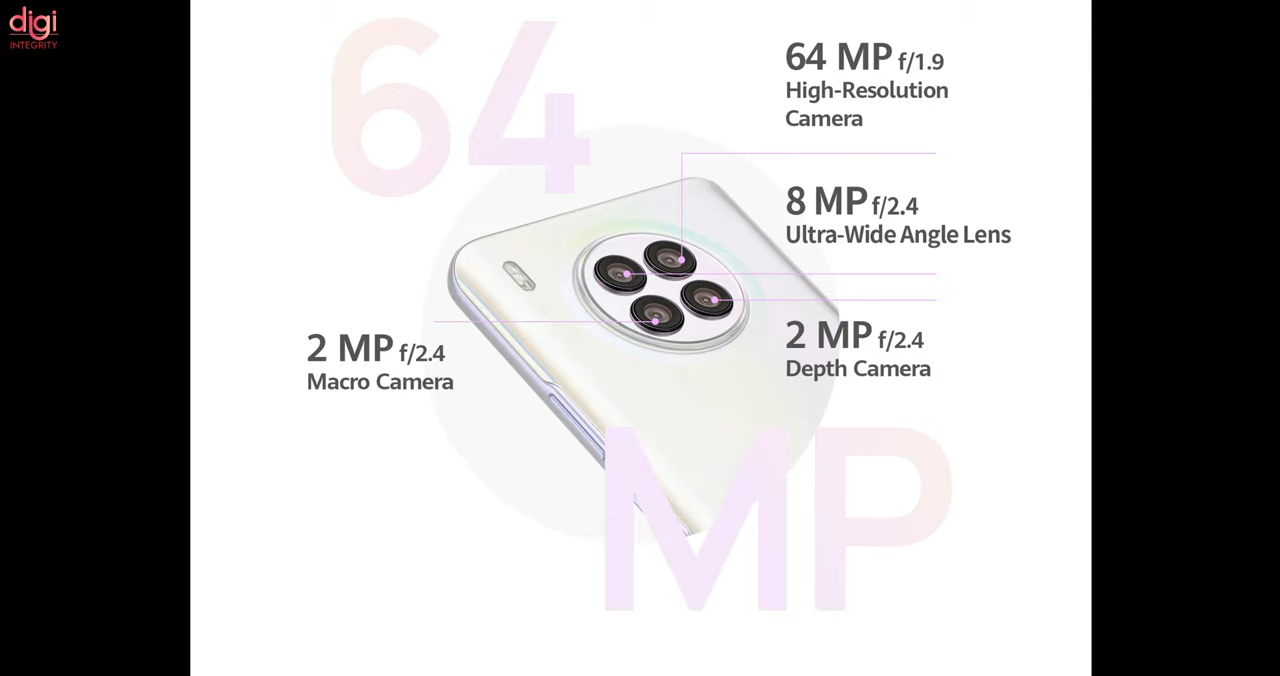 digi
INTEGRITY
64
64 MP f/1.9
High-Resolution
Camera
8 MP f/2.4
Ultra-Wide Angle Lens
2 MP f/2.4
Macro Camera
2 MP f/2.4
Depth Camera
MP